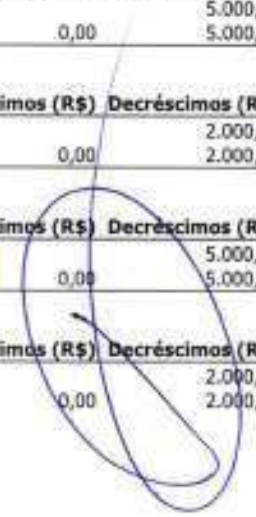 5.000,
0,00 5.000,
imos (R$) Decréscimos (R
2.000,
0,00 2.000,
imos (R$) Decréscimos (R
5.000,
0,00 5.000,
imos (R$) Decréscimos (R
2.000,
0,00 2.000,